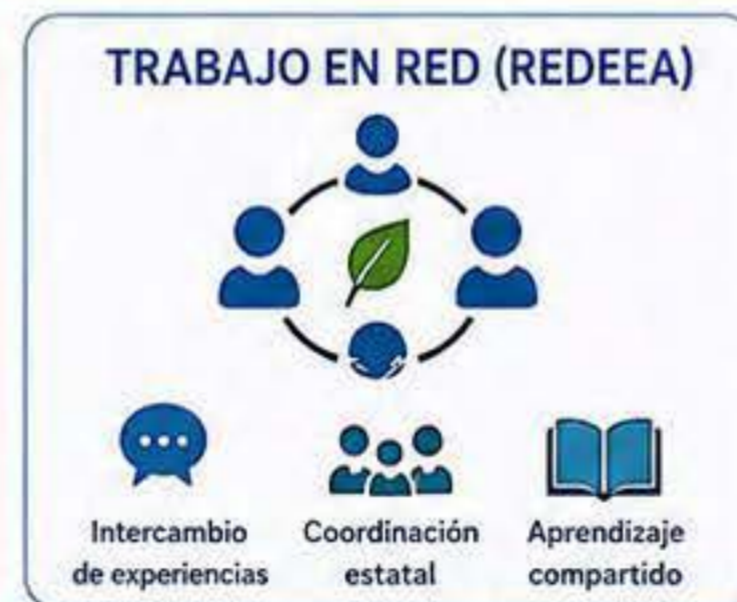 TRABAJO EN RED (REDEEA)
Intercambio
de experiencias
Coordinación
estatal
Aprendizaje
compartido